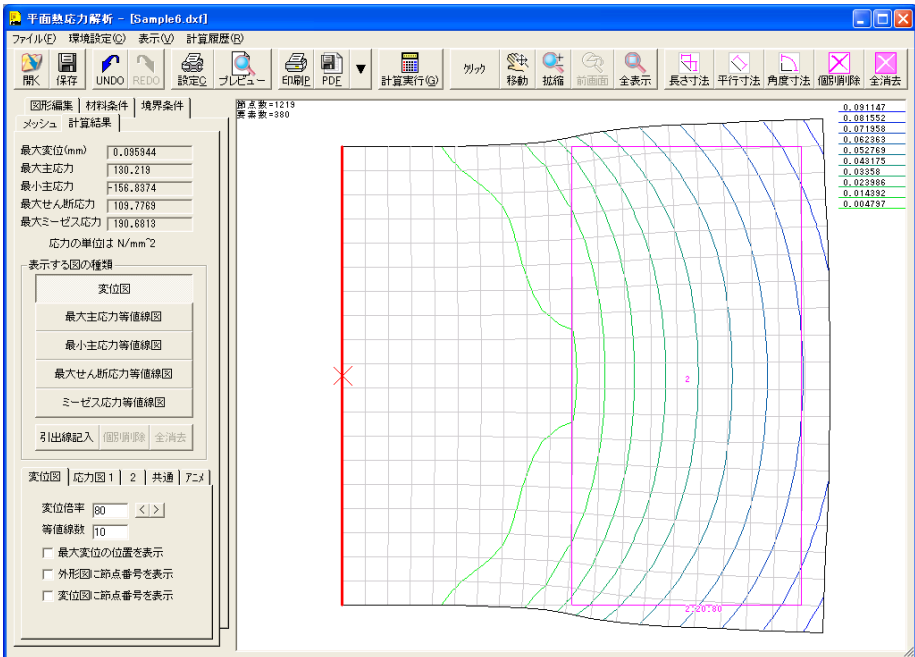 平面熱応力解析 - [Sample6.dxf]
ファイル(F) 環境設定(C) 表示(V) 計算履歴(R)
開く 保存 UNDO REDO 設定C プレビュー 印刷P PDF 計算実行(G) クリック 移動 拡縮 前画面 全表示 長さ寸法 平行寸法 角度寸法 個別削除 全消去
図形編集 材料条件 境界条件
メッシュ 計算結果
最大変位(mm) 0.095944
最大主応力 130.219
最小主応力 -156.8374
最大せん断応力 109.7769
最大ミーゼス応力 190.6813
応力の単位は N/mm^2
表示する図の種類
変位図
最大主応力等値線図
最小主応力等値線図
最大せん断応力等値線図
ミーゼス応力等値線図
引出線記入 個別削除 全消去
変位図 応力図1 2 共通 アニメ
変位倍率 80 < >
等値線数 10
最大変位の位置を表示
外形図に節点番号を表示
変位図に節点番号を表示
節点数=1219
要素数=380
0.091147
0.081552
0.071958
0.062363
0.052769
0.043175
0.03358
0.023986
0.014392
0.004797
2
2:20:80